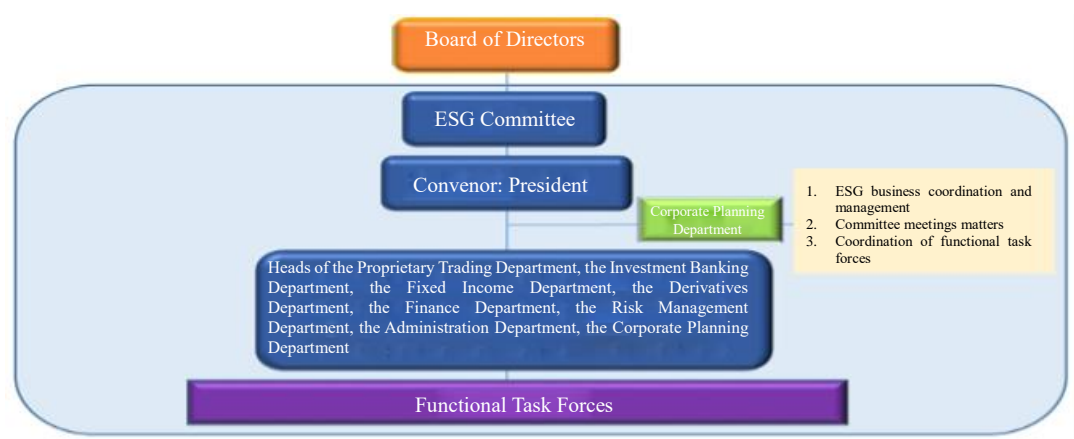 Board of Directors
ESG Committee
Convenor: President
Corporate Planning
Department
1. ESG business coordination and
management
2. Committee meetings matters
3. Coordination of functional task
forces
Heads of the Proprietary Trading Department, the Investment Banking
Department, the Fixed Income Department, the Derivatives
Department, the Finance Department, the Risk Management
Department, the Administration Department, the Corporate Planning
Department
Functional Task Forces